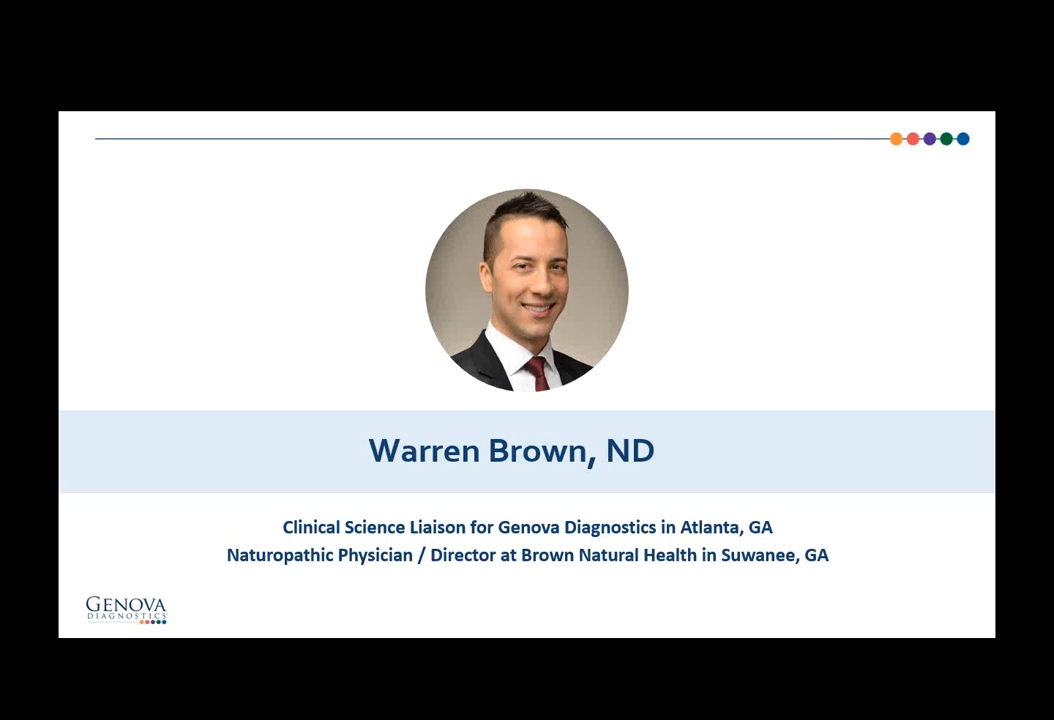 Warren Brown, ND
Clinical Science Liaison for Genova Diagnostics in Atlanta, GA
Naturopathic Physician / Director at Brown Natural Health in Suwanee, GA
GENOVA
DIAGNOSTICS